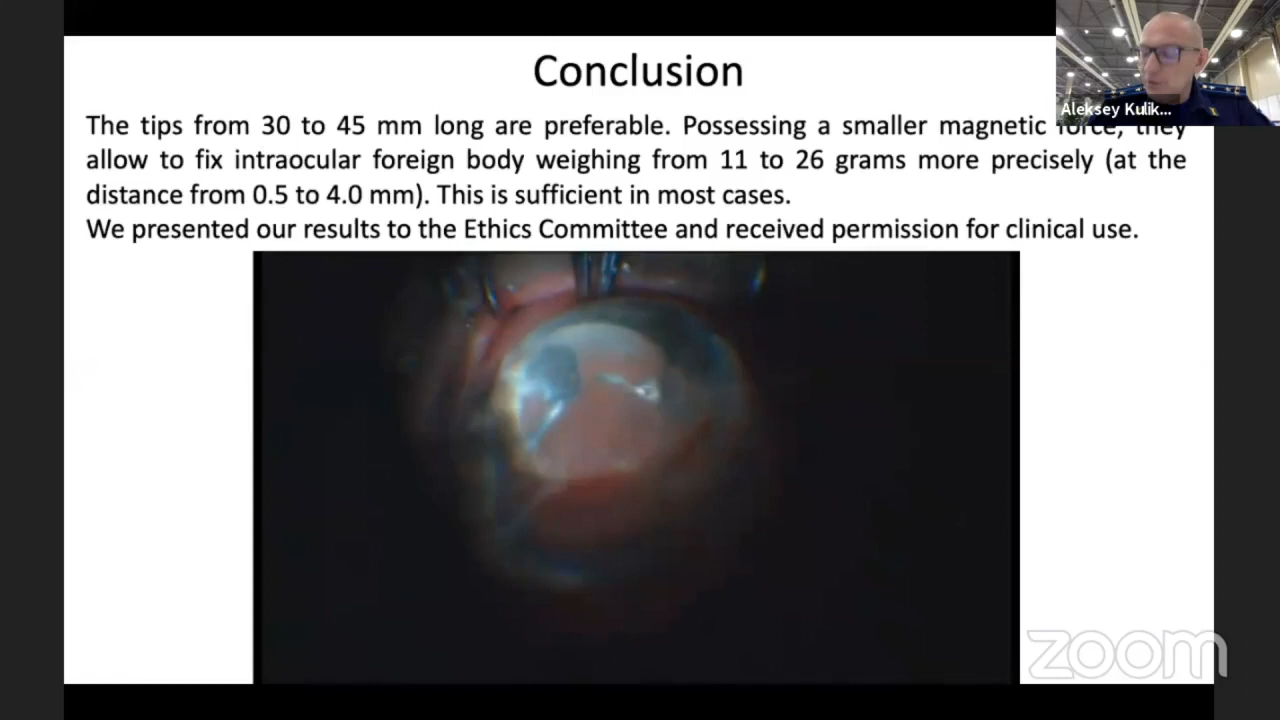 Conclusion
Aleksey Kulik...
The tips from 30 to 45 mm long are preferable. Possessing a smaller magnetic force, they
allow to fix intraocular foreign body weighing from 11 to 26 grams more precisely (at the
distance from 0.5 to 4.0 mm). This is sufficient in most cases.
We presented our results to the Ethics Committee and received permission for clinical use.
zoom